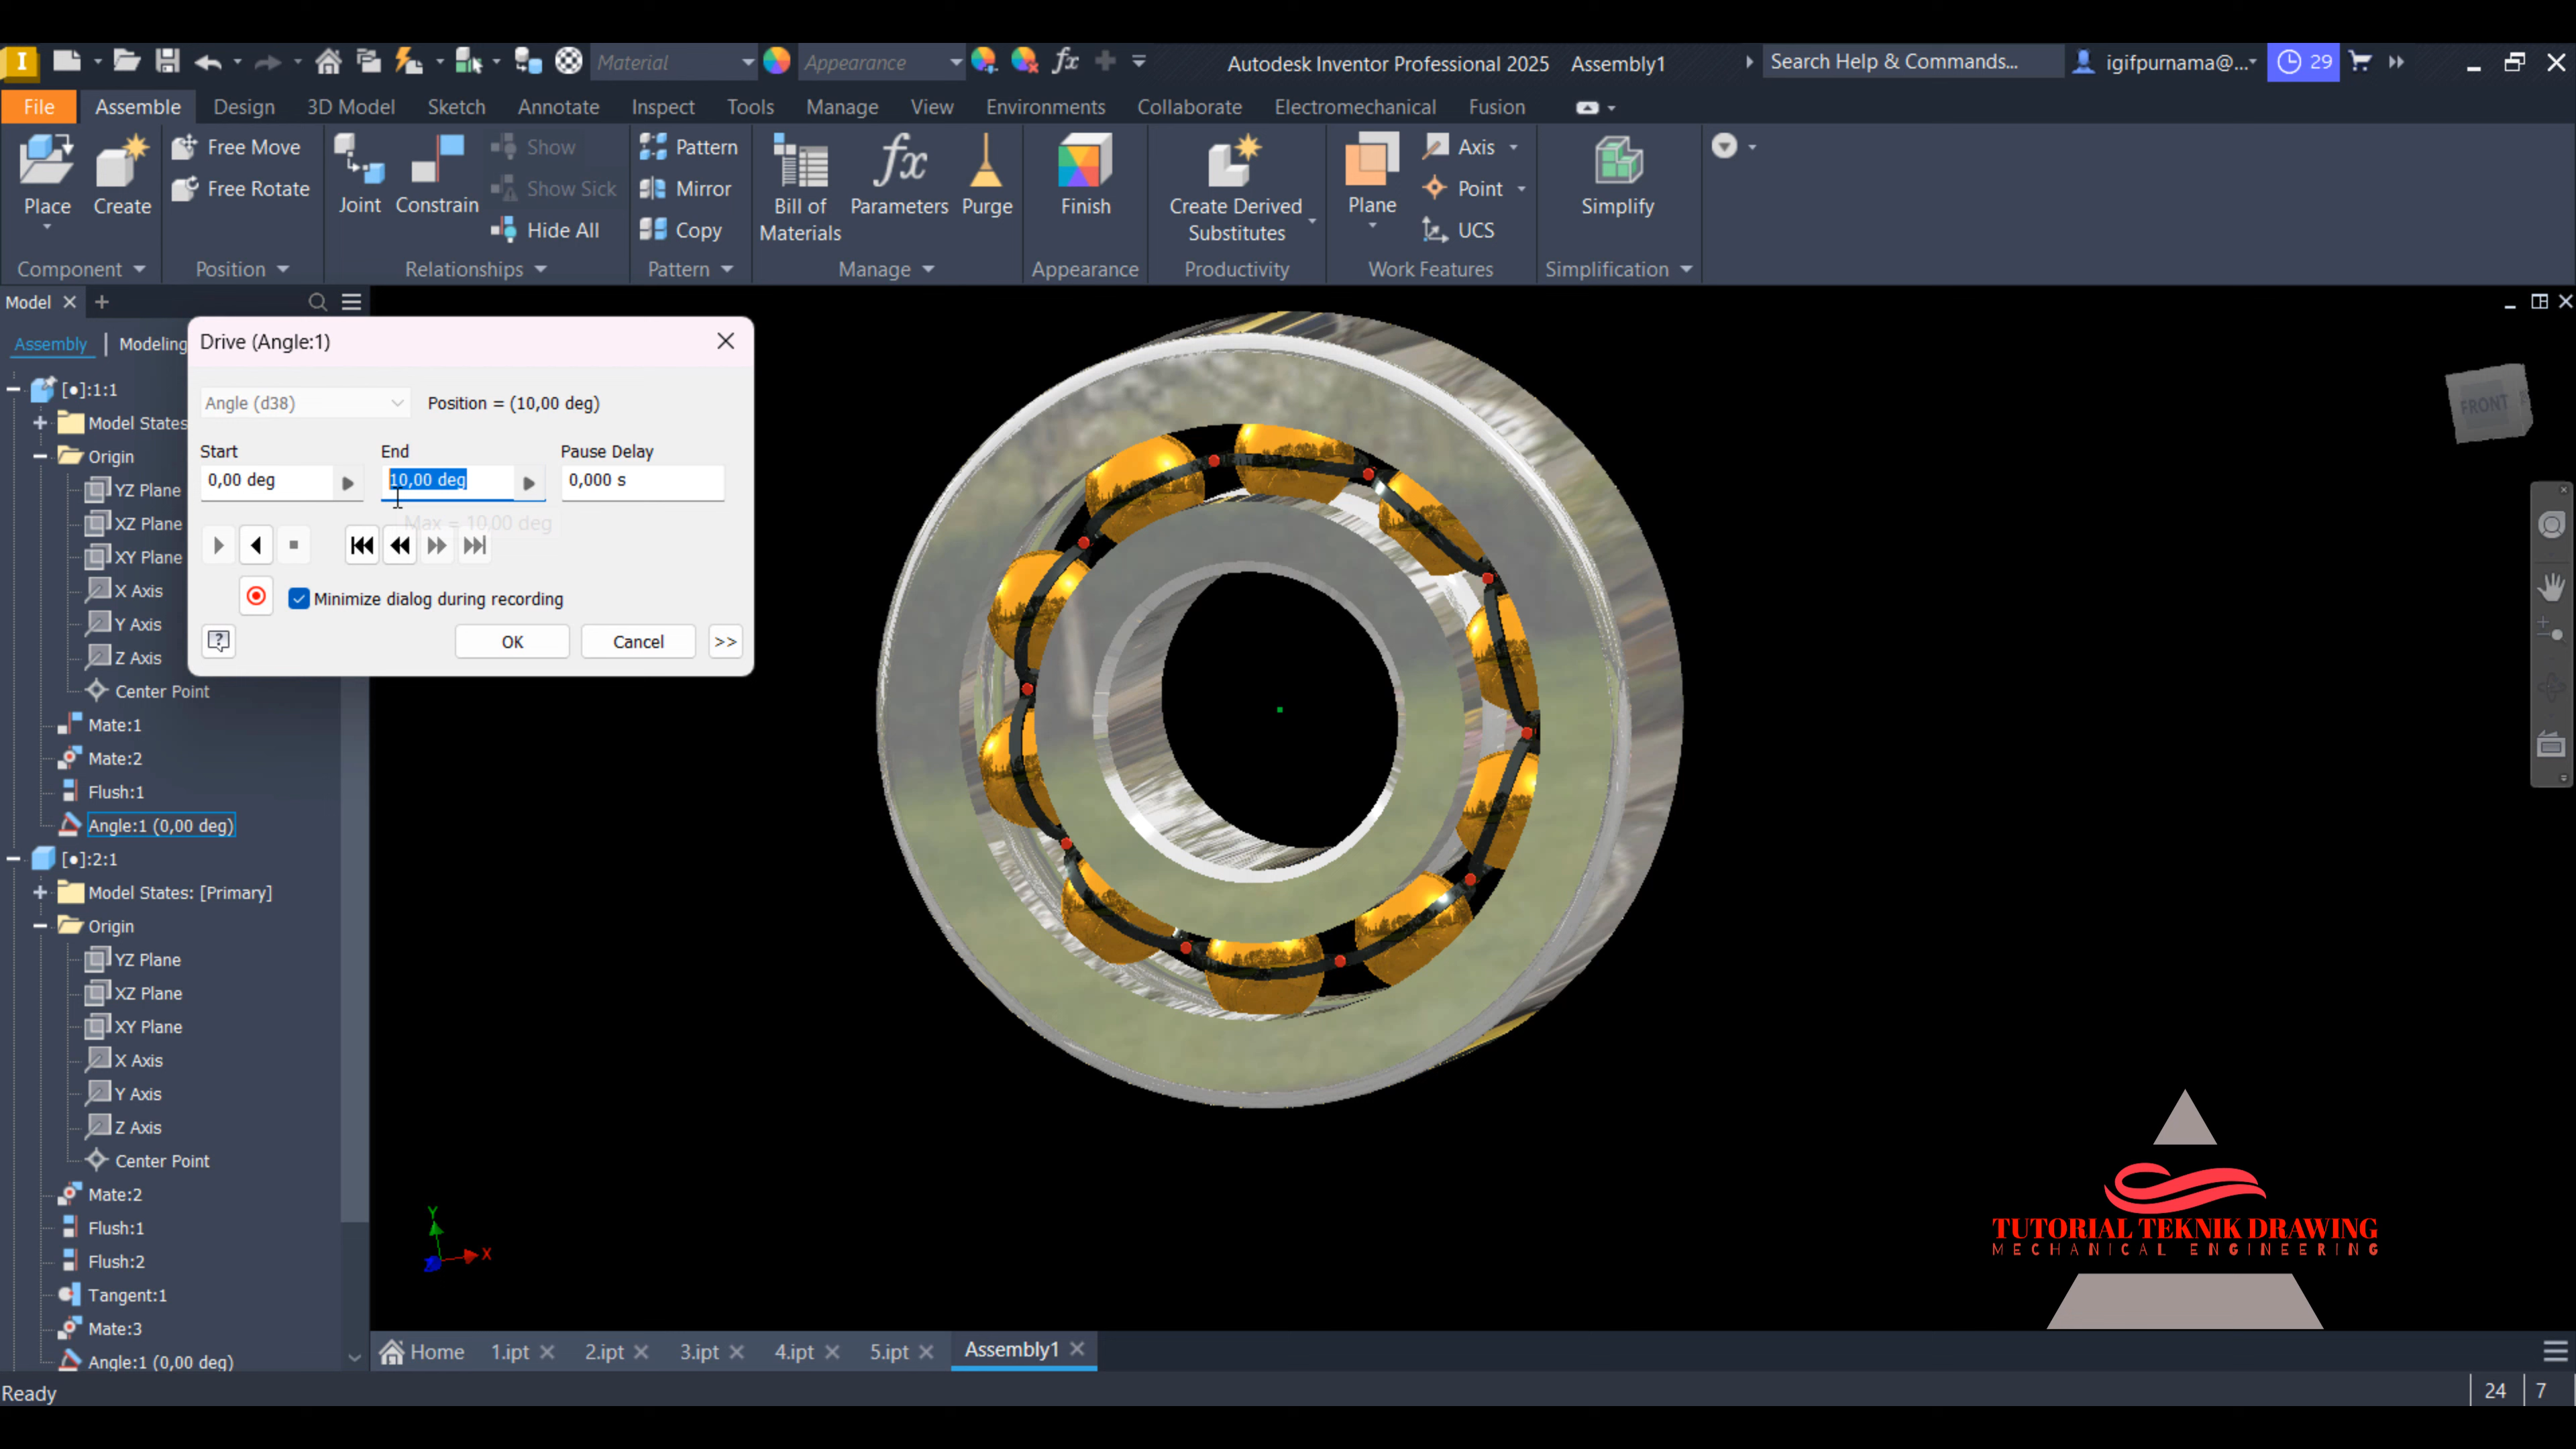 I
Material
Appearance
fx
Autodesk Inventor Professional 2025 Assembly1
Search Help & Commands...
igifpurnama@...
29
File Assemble Design 3D Model Sketch Annotate Inspect Tools Manage View Environments Collaborate Electromechanical Fusion
Place
Create
Component
Free Move
Free Rotate
Position
Joint
Constrain
Show
Show Sick
Hide All
Relationships
Pattern
Mirror
Copy
Pattern
Bill of
Materials
fx
Parameters
Purge
Manage
Finish
Appearance
Create Derived
Substitutes
Productivity
Plane
Axis
Point
UCS
Work Features
Simplify
Simplification
Model
Assembly | Modeling
[●]:1:1
Model States
Origin
YZ Plane
XZ Plane
XY Plane
X Axis
Y Axis
Z Axis
Center Point
Mate:1
Mate:2
Flush:1
Angle:1 (0,00 deg)
[●]:2:1
Model States: [Primary]
Origin
YZ Plane
XZ Plane
XY Plane
X Axis
Y Axis
Z Axis
Center Point
Mate:2
Flush:1
Flush:2
Tangent:1
Mate:3
Angle:1 (0,00 deg)
Drive (Angle:1)
Angle (d38)
Position = (10,00 deg)
Start End Pause Delay
0,00 deg 10,00 deg 0,000 s
Max = 10,00 deg
Minimize dialog during recording
OK Cancel >>
FRONT
Y
X
Z
TUTORIAL TEKNIK DRAWING
MECHANICAL ENGINEERING
Home 1.ipt 2.ipt 3.ipt 4.ipt 5.ipt Assembly1
Ready
24 7